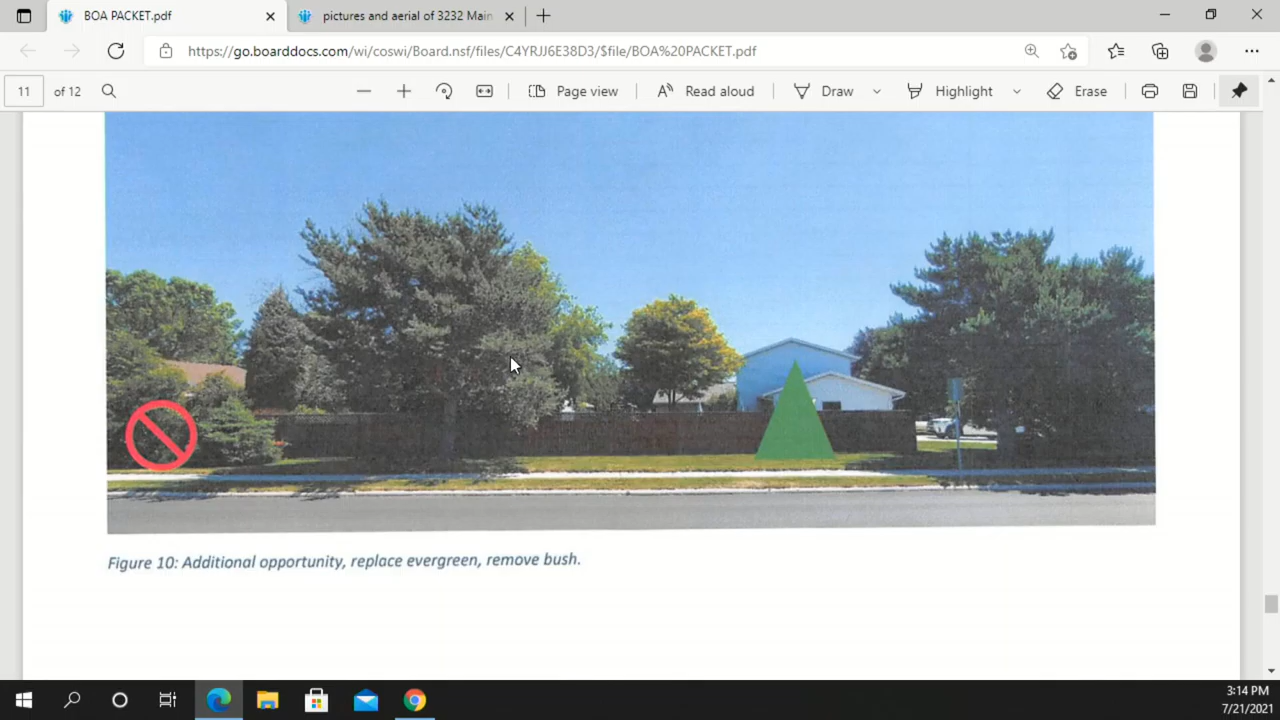 BOA PACKET.pdf
pictures and aerial of 3232 Main
https://go.boarddocs.com/wi/coswi/Board.nsf/files/C4YRJJ6E38D3/$file/BOA%20PACKET.pdf
11 of 12
Page view
Read aloud
Draw
Highlight
Erase
Figure 10: Additional opportunity, replace evergreen, remove bush.
3:14 PM
7/21/2021